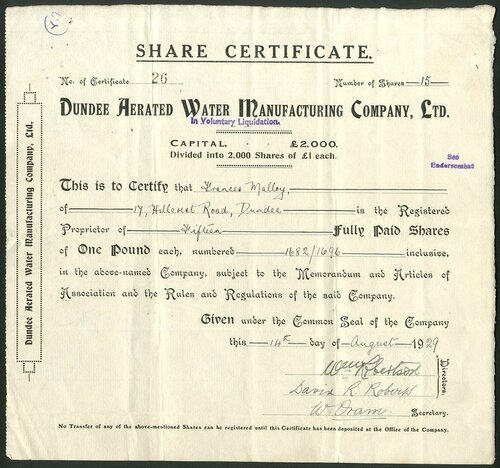 SHARE CERTIFICATE.
No. of Certificate 26 Number of Shares 15
DUNDEE AERATED WATER MANUFACTURING COMPANY, LTD.
In Voluntary Liquidation.
CAPITAL £2,000.
Divided into 2,000 Shares of £1 each.
See
Endorsement
This is to Certify that Frances Malloy,
of 17, Hillcrest Road, Dundee is the Registered
Proprietor of Fifteen Fully Paid Shares
of One Pound each, numbered 1682/1696 inclusive,
in the above-named Company, subject to the Memorandum and Articles of
Association and the Rules and Regulations of the said Company.
Given under the Common Seal of the Company
this 14th day of August 1929
Wm Robertson
David R. Roberts
Directors.
W. Oram. Secretary.
No Transfer of any of the above-mentioned Shares can be registered until this Certificate has been deposited at the Office of the Company.
Dundee Aerated Water Manufacturing Company, Ltd.